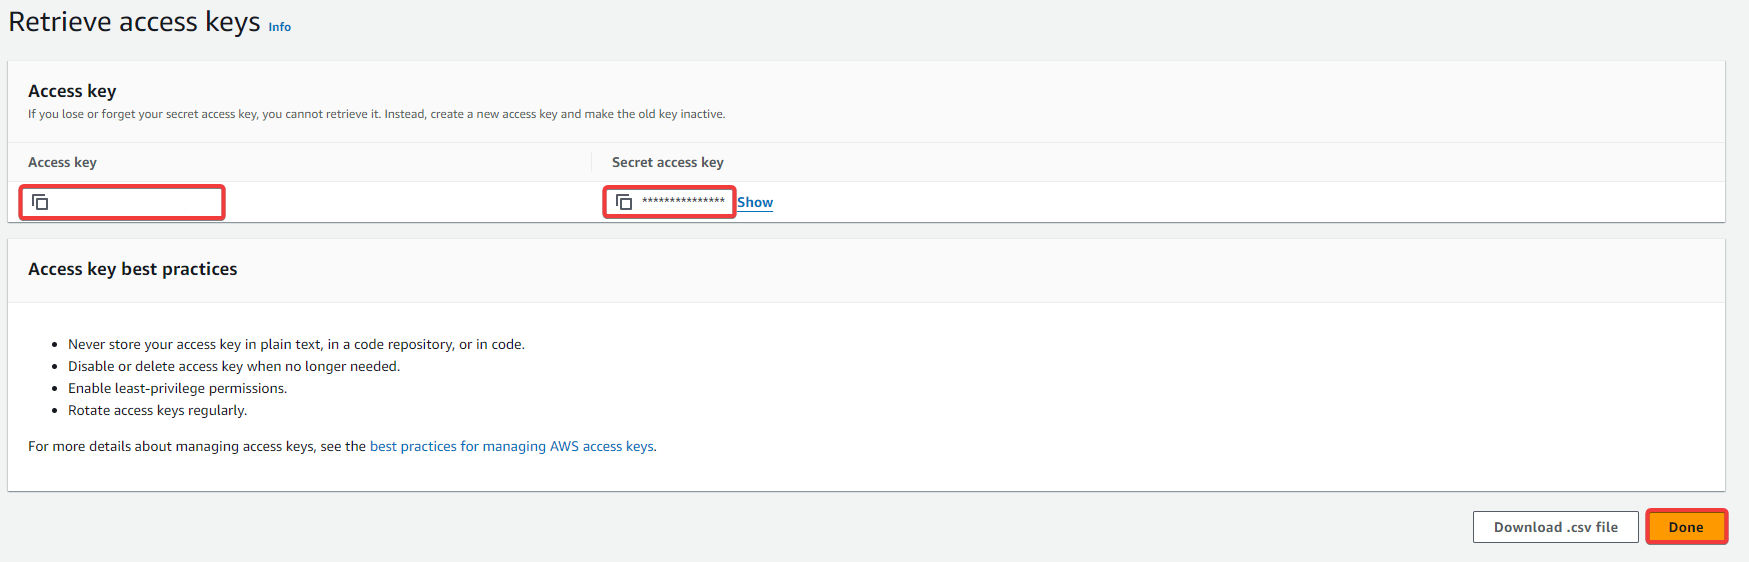 Retrieve access keys Info
Access key
If you lose or forget your secret access key, you cannot retrieve it. Instead, create a new access key and make the old key inactive.
Access key Secret access key
*************** Show
Access key best practices
• Never store your access key in plain text, in a code repository, or in code.
• Disable or delete access key when no longer needed.
• Enable least-privilege permissions.
• Rotate access keys regularly.
For more details about managing access keys, see the best practices for managing AWS access keys.
Download .csv file Done